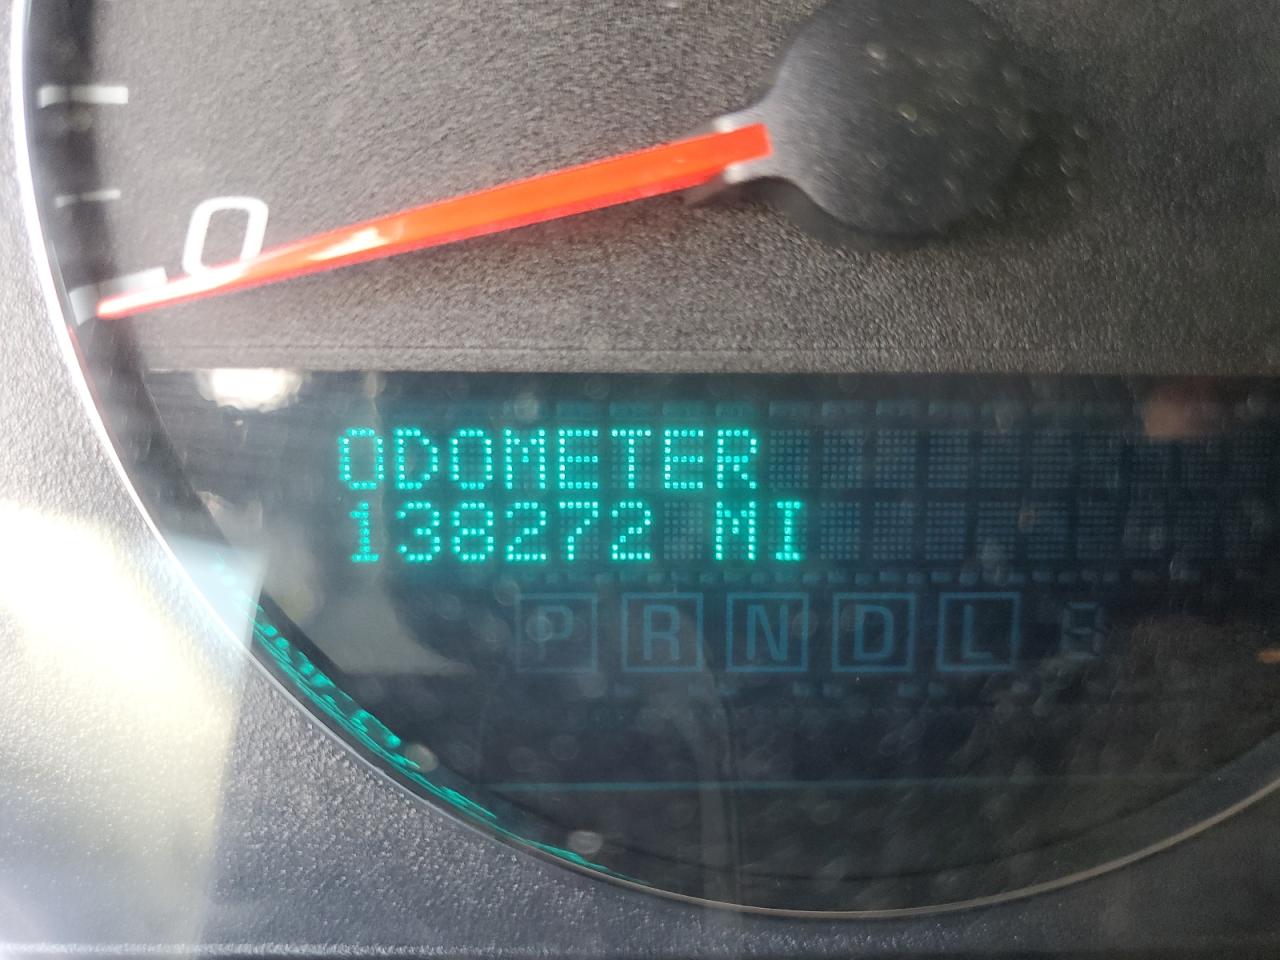 0
ODOMETER
138272 MI
P R N D L